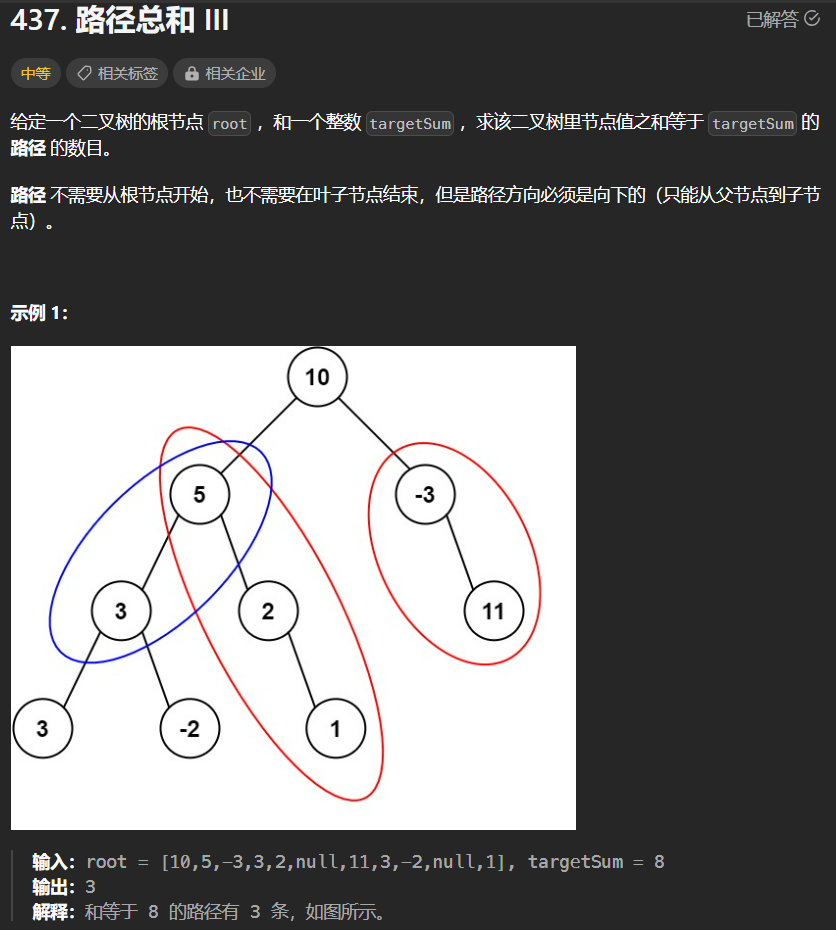 437. 路径总和 III
已解答
中等
相关标签
相关企业
给定一个二叉树的根节点 root ，和一个整数 targetSum ，求该二叉树里节点值之和等于 targetSum 的
路径 的数目。
路径 不需要从根节点开始，也不需要在叶子节点结束，但是路径方向必须是向下的（只能从父节点到子节
点）。
示例 1：
10
5
-3
3
2
11
3
-2
1
输入：root = [10,5,-3,3,2,null,11,3,-2,null,1], targetSum = 8
输出：3
解释：和等于 8 的路径有 3 条，如图所示。